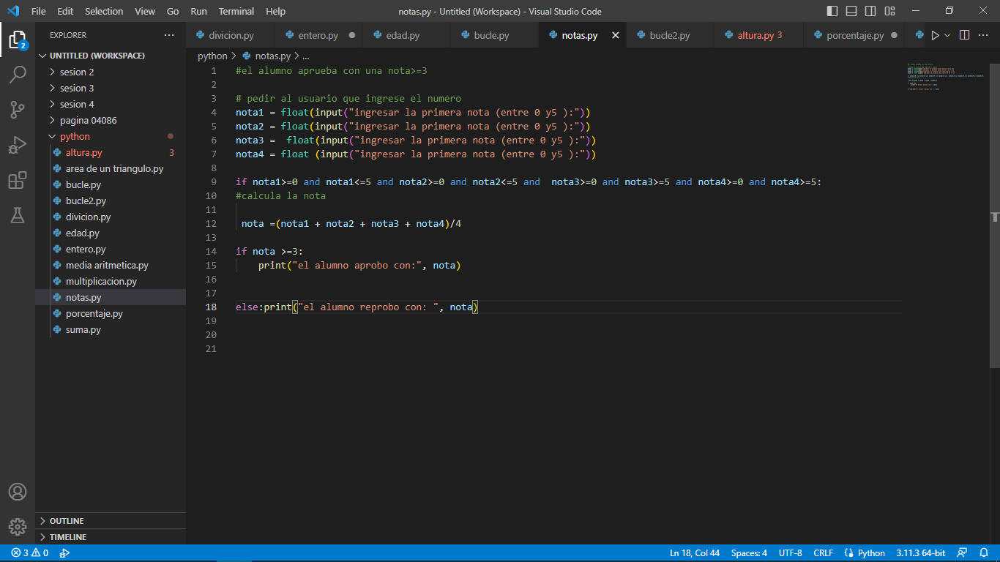 File Edit Selection View Go Run Terminal Help
notas.py - Untitled (Workspace) - Visual Studio Code
EXPLORER
UNTITLED (WORKSPACE)
sesion 2
sesion 3
sesion 4
pagina 04086
python
altura.py 3
area de un triangulo.py
bucle.py
bucle2.py
divicion.py
edad.py
entero.py
media aritmetica.py
multiplicacion.py
notas.py
porcentaje.py
suma.py
OUTLINE
TIMELINE
2
divicion.py entero.py edad.py bucle.py notas.py bucle2.py altura.py 3 porcentaje.py
python > notas.py > ...
1 #el alumno aprueba con una nota>=3
2
3 # pedir al usuario que ingrese el numero
4 nota1 = float(input("ingresar la primera nota (entre 0 y5 ):"))
5 nota2 = float(input("ingresar la primera nota (entre 0 y5 ):"))
6 nota3 =  float(input("ingresar la primera nota (entre 0 y5 ):"))
7 nota4 = float (input("ingresar la primera nota (entre 0 y5 ):"))
8
9 if nota1>=0 and nota1<=5 and nota2>=0 and nota2<=5 and  nota3>=0 and nota3>=5 and nota4>=0 and nota4>=5:
10 #calcula la nota
11
12  nota =(nota1 + nota2 + nota3 + nota4)/4
13
14 if nota >=3:
15     print("el alumno aprobo con:", nota)
16
17
18 else:print("el alumno reprobo con: ", nota)
19
20
21
3 0
Ln 18, Col 44 Spaces: 4 UTF-8 CRLF Python 3.11.3 64-bit